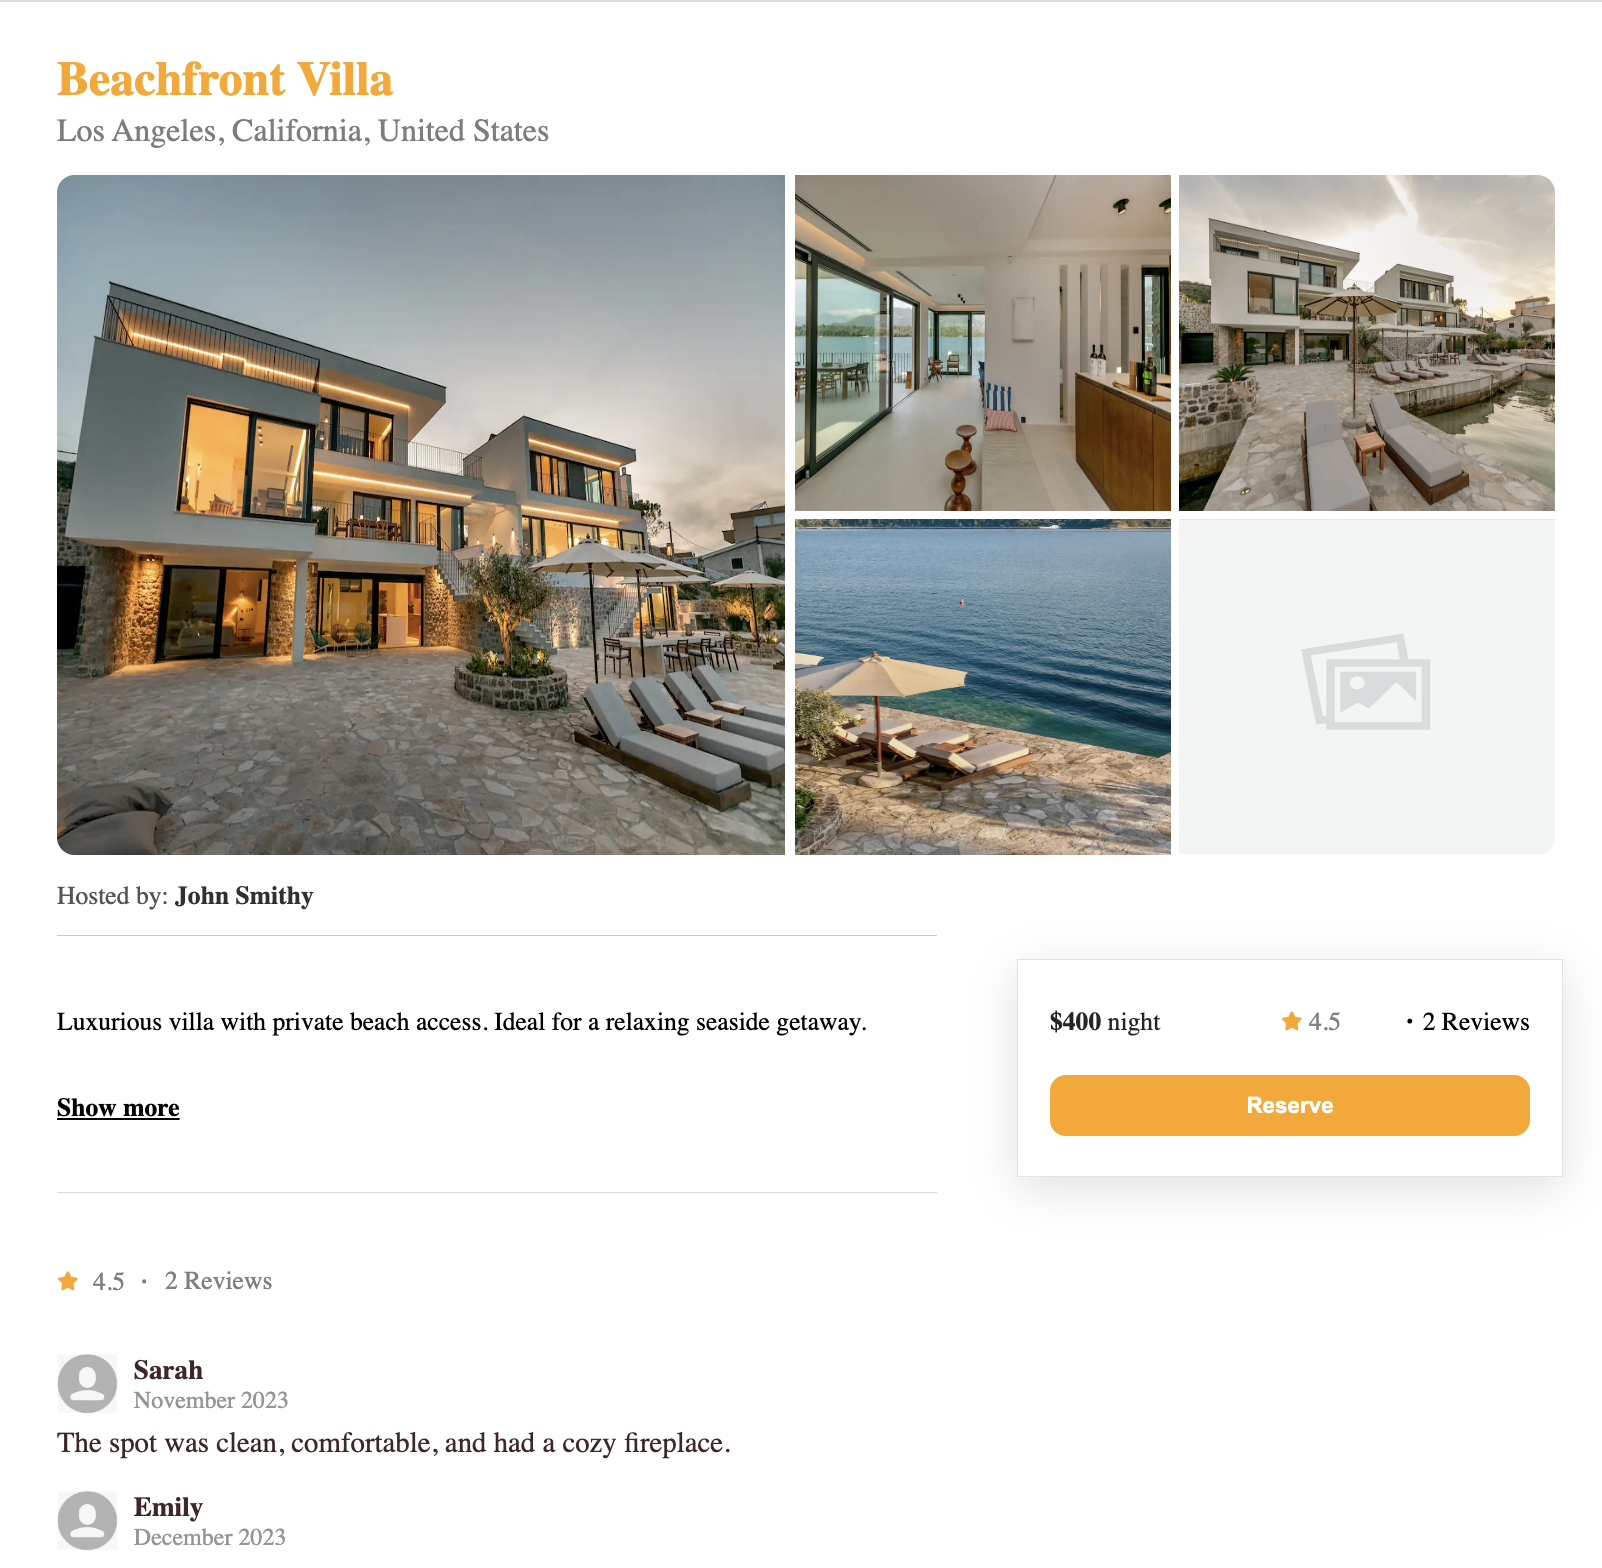 Beachfront Villa
Los Angeles, California, United States
Hosted by: John Smithy
Luxurious villa with private beach access. Ideal for a relaxing seaside getaway.
Show more
$400 night ★ 4.5 · 2 Reviews
Reserve
★ 4.5 · 2 Reviews
Sarah
November 2023
The spot was clean, comfortable, and had a cozy fireplace.
Emily
December 2023